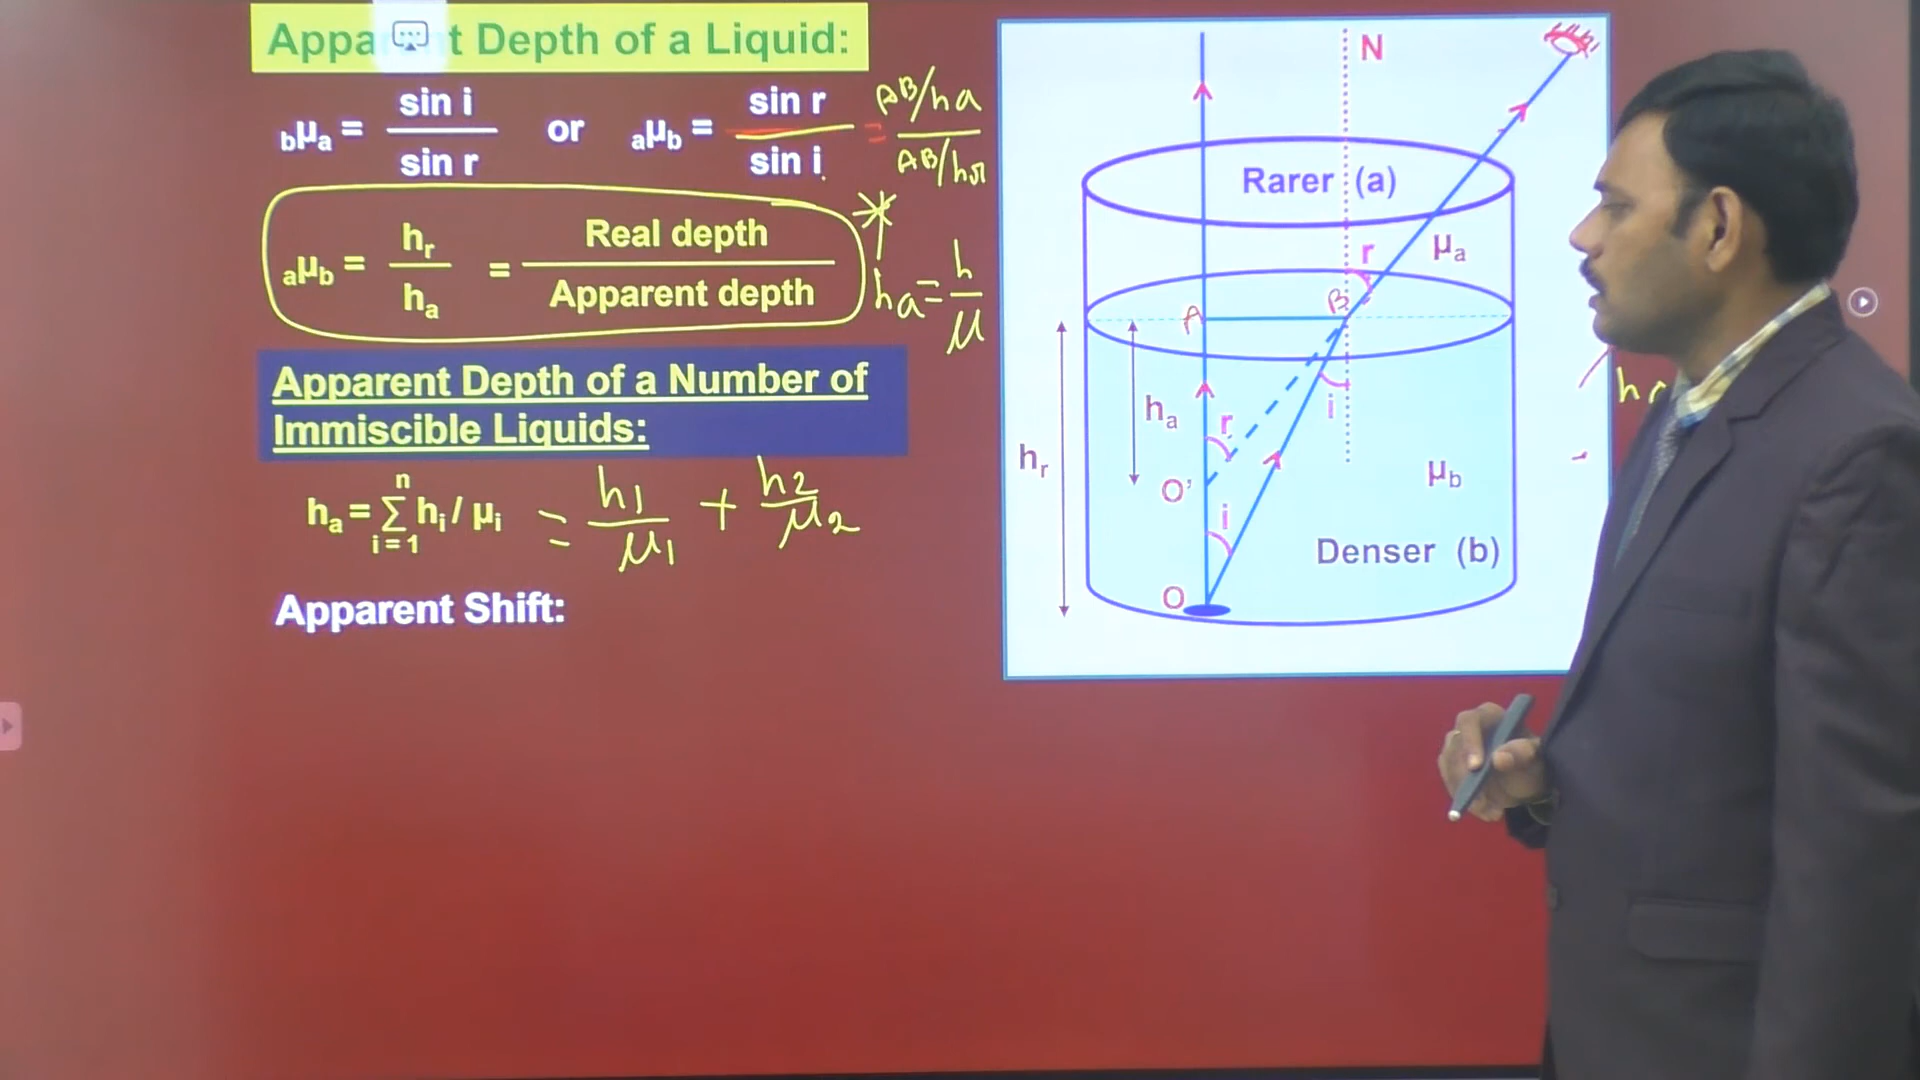 Appa t Depth of a Liquid:
bμa = sin i / sin r or aμb = sin r / sin i = AB/ha / AB/hr
aμb = hr / ha = Real depth / Apparent depth
ha = h / μ
Apparent Depth of a Number of
Immiscible Liquids:
ha = n Σ i = 1 hi / μi = h1 / μ1 + h2 / μ2
Apparent Shift:
N
Rarer (a)
μa
r
A
B
ha
r
i
hr
O'
μb
i
Denser (b)
O
h